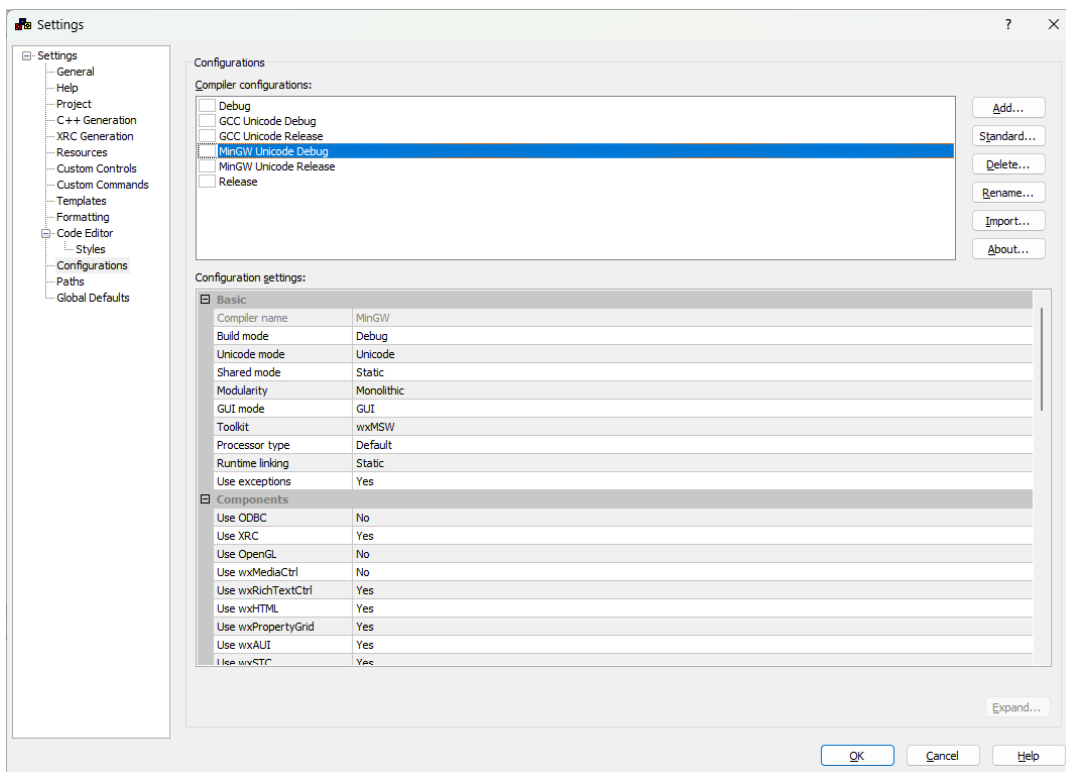 Settings
?
Settings
General
Help
Project
C++ Generation
XRC Generation
Resources
Custom Controls
Custom Commands
Templates
Formatting
Code Editor
Styles
Configurations
Paths
Global Defaults
Configurations
Compiler configurations:
Debug
GCC Unicode Debug
GCC Unicode Release
MinGW Unicode Debug
MinGW Unicode Release
Release
Add...
Standard...
Delete...
Rename...
Import...
About...
Configuration settings:
Basic
Compiler name MinGW
Build mode Debug
Unicode mode Unicode
Shared mode Static
Modularity Monolithic
GUI mode GUI
Toolkit wxMSW
Processor type Default
Runtime linking Static
Use exceptions Yes
Components
Use ODBC No
Use XRC Yes
Use OpenGL No
Use wxMediaCtrl No
Use wxRichTextCtrl Yes
Use wxHTML Yes
Use wxPropertyGrid Yes
Use wxAUI Yes
Use wxSTC Yes
Expand...
OK Cancel Help